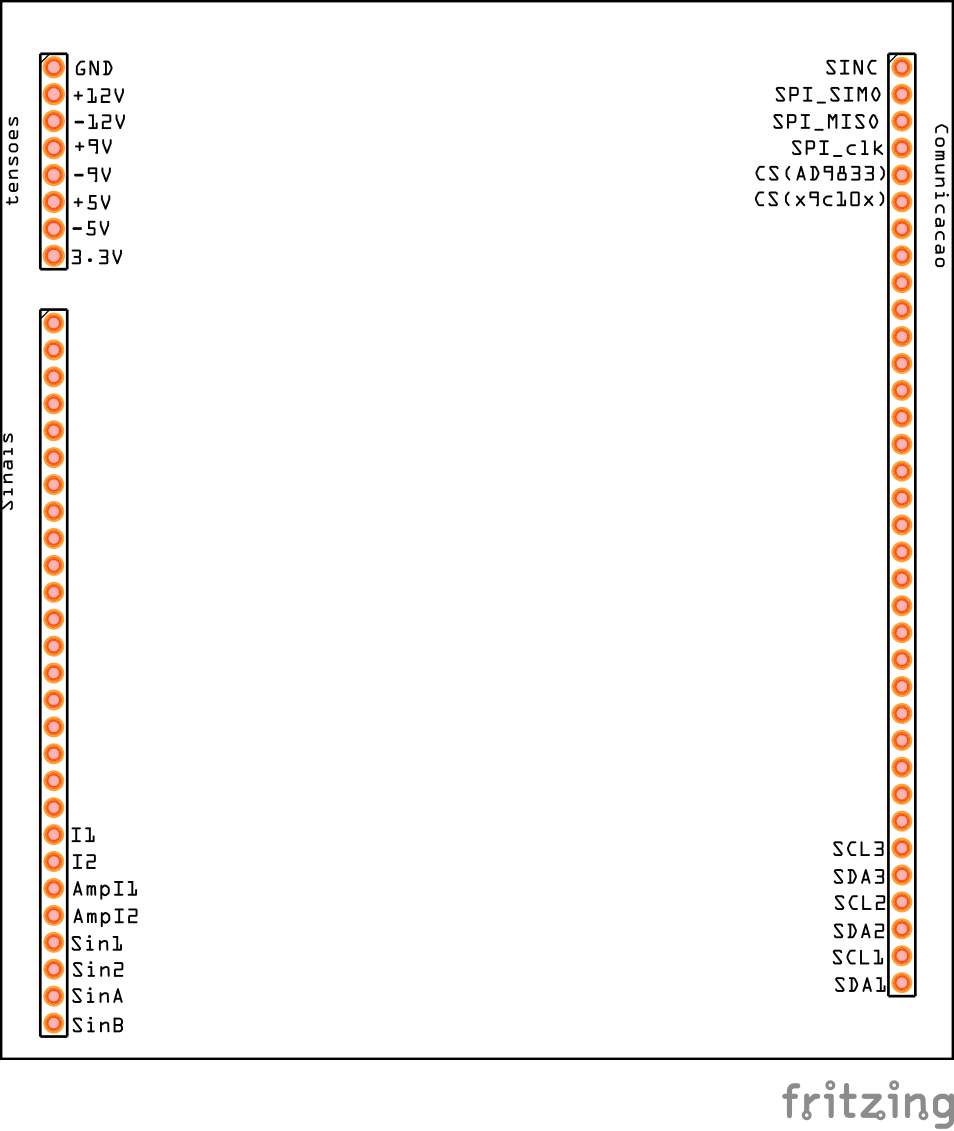 tensoes
GND
+12V
-12V
+9V
-9V
+5V
-5V
3.3V
Sinais
I1
I2
AmpI1
AmpI2
Sin1
Sin2
SinA
SinB
SINC
SPI_SIMO
SPI_MISO
SPI_clk
CS(AD9833)
CS(x9c10x)
Comunicacao
SCL3
SDA3
SCL2
SDA2
SCL1
SDA1
fritzing